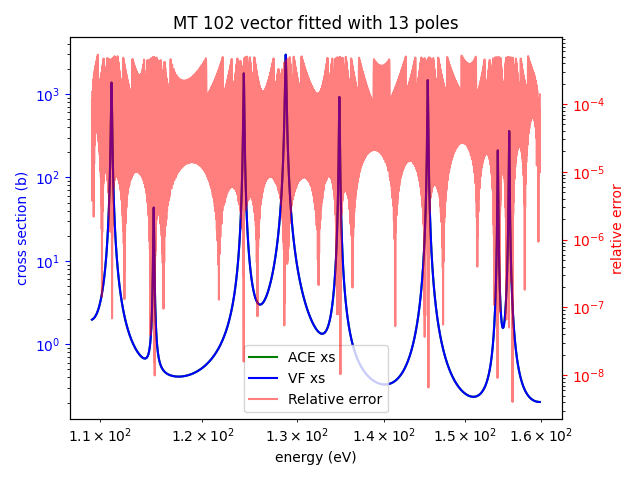 MT 102 vector fitted with 13 poles
10³
10²
10¹
10⁰
cross section (b)
10⁻⁴
10⁻⁵
10⁻⁶
10⁻⁷
10⁻⁸
relative error
ACE xs
VF xs
Relative error
1.1 × 10² 1.2 × 10² 1.3 × 10² 1.4 × 10² 1.5 × 10² 1.6 × 10²
energy (eV)